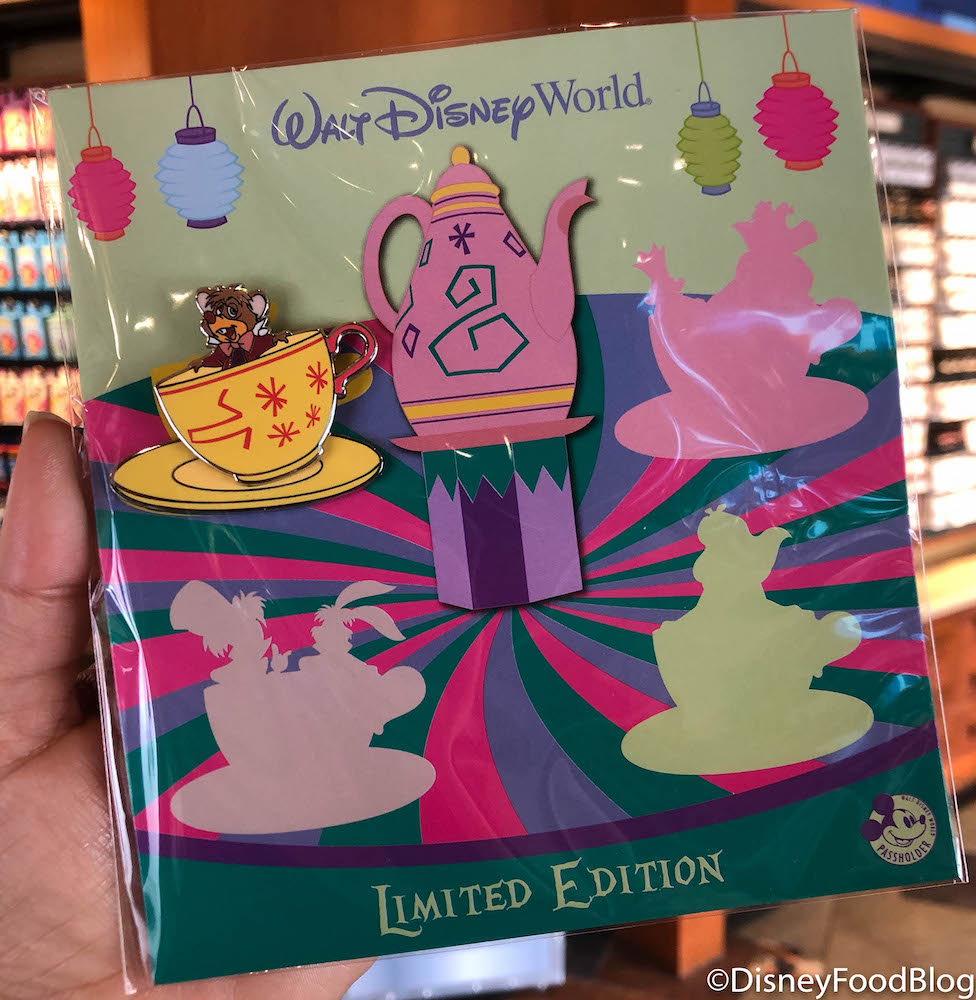 WALT DISNEY World
WALT DISNEY WORLD
PASSHOLDER
LIMITED EDITION
©DisneyFoodBlog